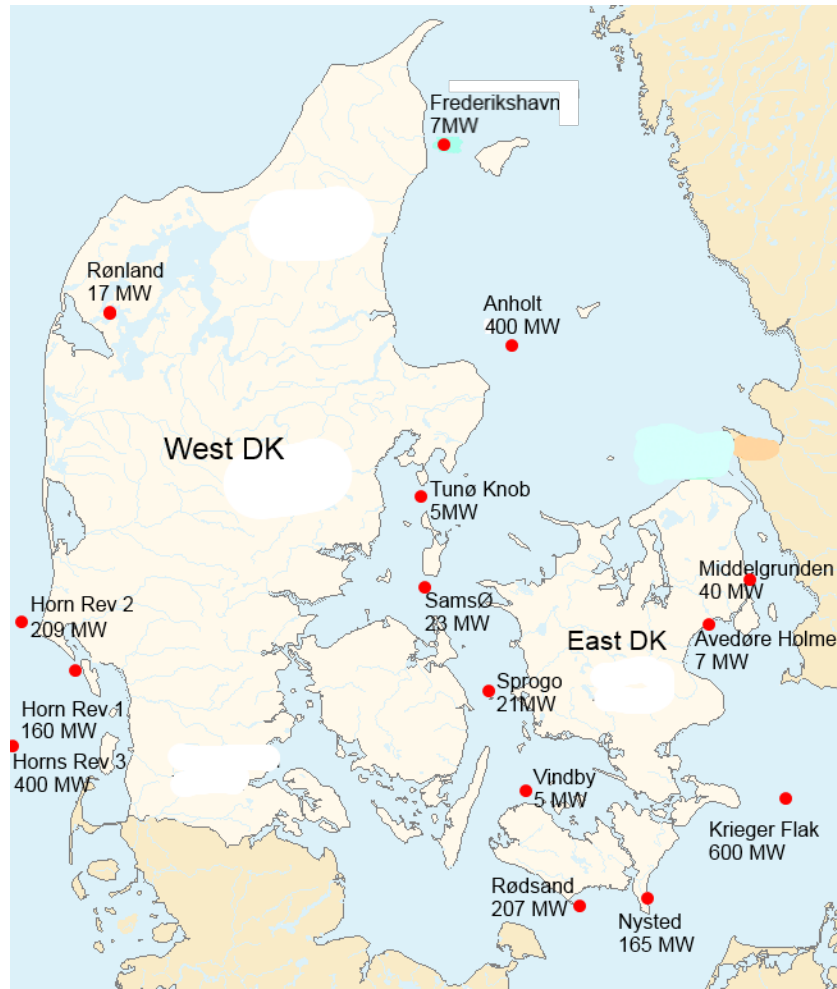 Frederikshavn
7MW
Rønland
17 MW
Anholt
400 MW
West DK
Tunø Knob
5MW
Middelgrunden
40 MW
SamsØ
23 MW
Horn Rev 2
209 MW
East DK
Avedøre Holme
7 MW
Sprogo
21MW
Horn Rev 1
160 MW
Horns Rev 3
400 MW
Vindby
5 MW
Krieger Flak
600 MW
Rødsand
207 MW
Nysted
165 MW